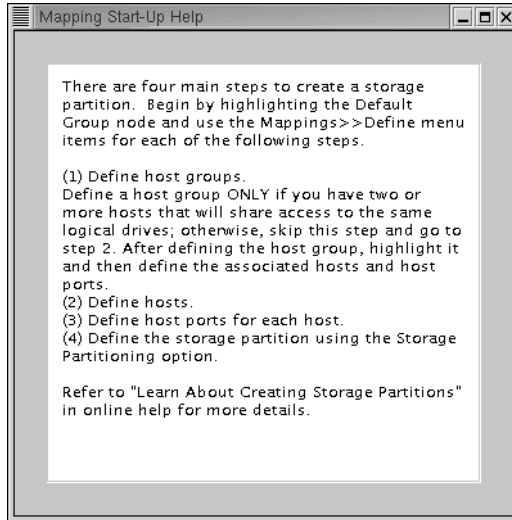 Mapping Start-Up Help
There are four main steps to create a storage
partition.  Begin by highlighting the Default
Group node and use the Mappings>>Define menu
items for each of the following steps.
(1) Define host groups.
Define a host group ONLY if you have two or
more hosts that will share access to the same
logical drives; otherwise, skip this step and go to
step 2. After defining the host group, highlight it
and then define the associated hosts and host
ports.
(2) Define hosts.
(3) Define host ports for each host.
(4) Define the storage partition using the Storage
Partitioning option.
Refer to "Learn About Creating Storage Partitions"
in online help for more details.